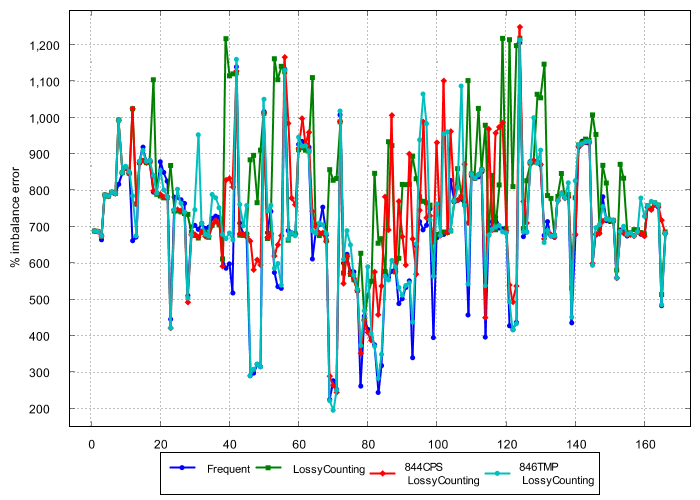 1,200
1,100
1,000
900
800
700
600
500
400
300
200
% imbalance error
0 20 40 60 80 100 120 140 160
Frequent LossyCounting 844CPS 846TMP
LossyCounting LossyCounting